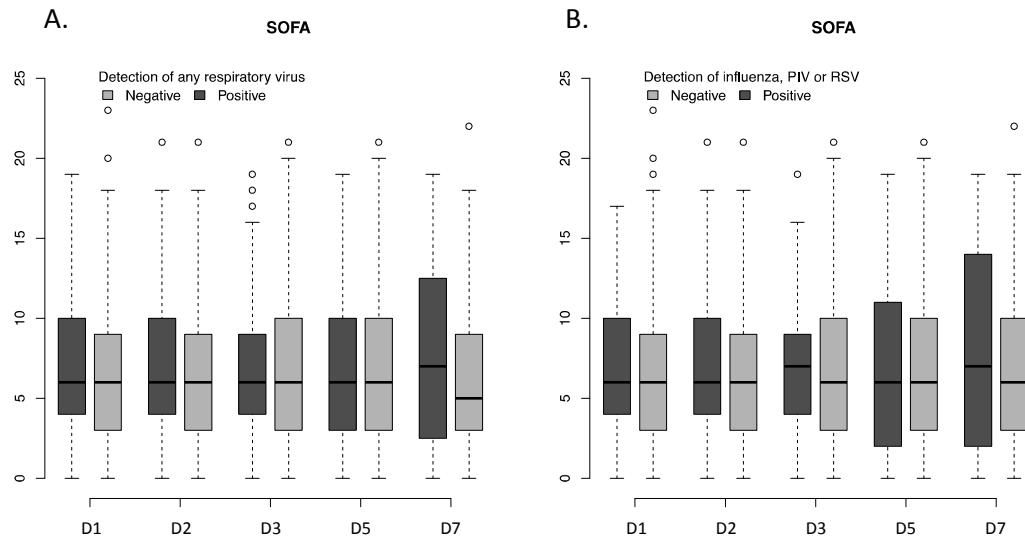 A.
SOFA
Detection of any respiratory virus
Negative Positive
25
20
15
10
5
0
D1 D2 D3 D5 D7
B.
SOFA
Detection of influenza, PIV or RSV
Negative Positive
25
20
15
10
5
0
D1 D2 D3 D5 D7